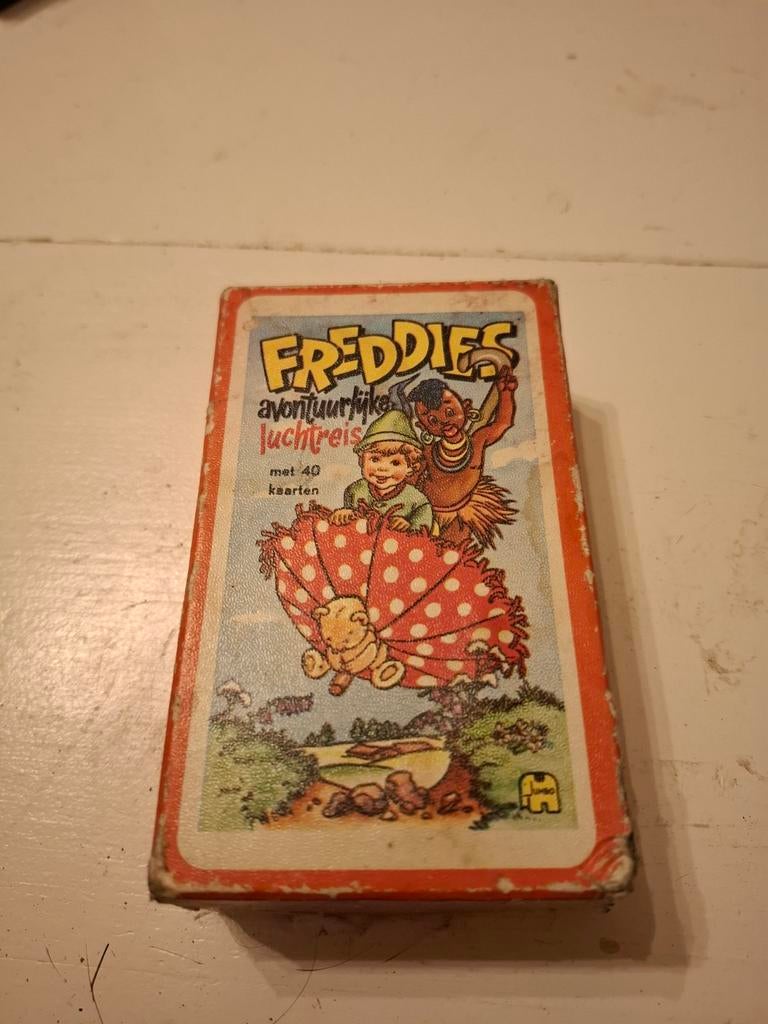 FREDDIES
avontuurlijke
luchtreis
met 40
kaarten
JUMBO